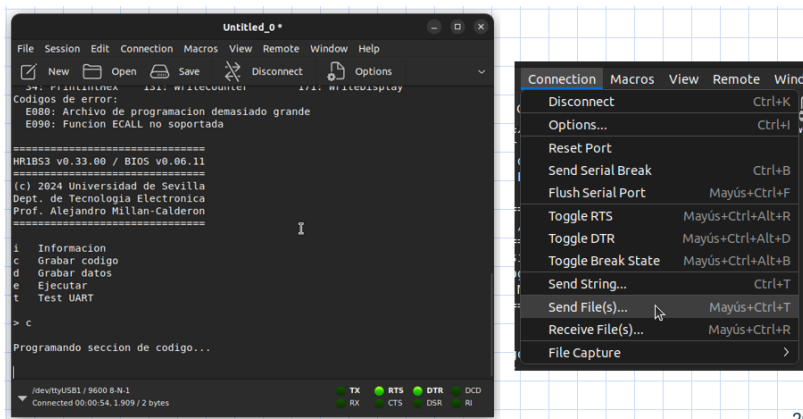 Untitled_0 *
File Session Edit Connection Macros View Remote Window Help
New Open Save Disconnect Options
34: PrintIntHex 131: WriteCounter 171: WriteDisplay
Codigos de error:
E080: Archivo de programacion demasiado grande
E090: Funcion ECALL no soportada
================================
HR1BS3 v0.33.00 / BIOS v0.06.11
================================
(c) 2024 Universidad de Sevilla
Dept. de Tecnologia Electronica
Prof. Alejandro Millan-Calderon
================================
i Informacion
c Grabar codigo
d Grabar datos
e Ejecutar
t Test UART
> c
Programando seccion de codigo...
/dev/ttyUSB1 / 9600 8-N-1
Connected 00:00:54, 1.909 / 2 bytes
TX RTS DTR DCD
RX CTS DSR RI
Connection Macros View Remote
Disconnect Ctrl+K
Options... Ctrl+I
Reset Port
Send Serial Break Ctrl+B
Flush Serial Port Mayús+Ctrl+F
Toggle RTS Mayús+Ctrl+Alt+R
Toggle DTR Mayús+Ctrl+Alt+D
Toggle Break State Mayús+Ctrl+Alt+B
Send String... Ctrl+T
Send File(s)... Mayús+Ctrl+T
Receive File(s)... Mayús+Ctrl+R
File Capture